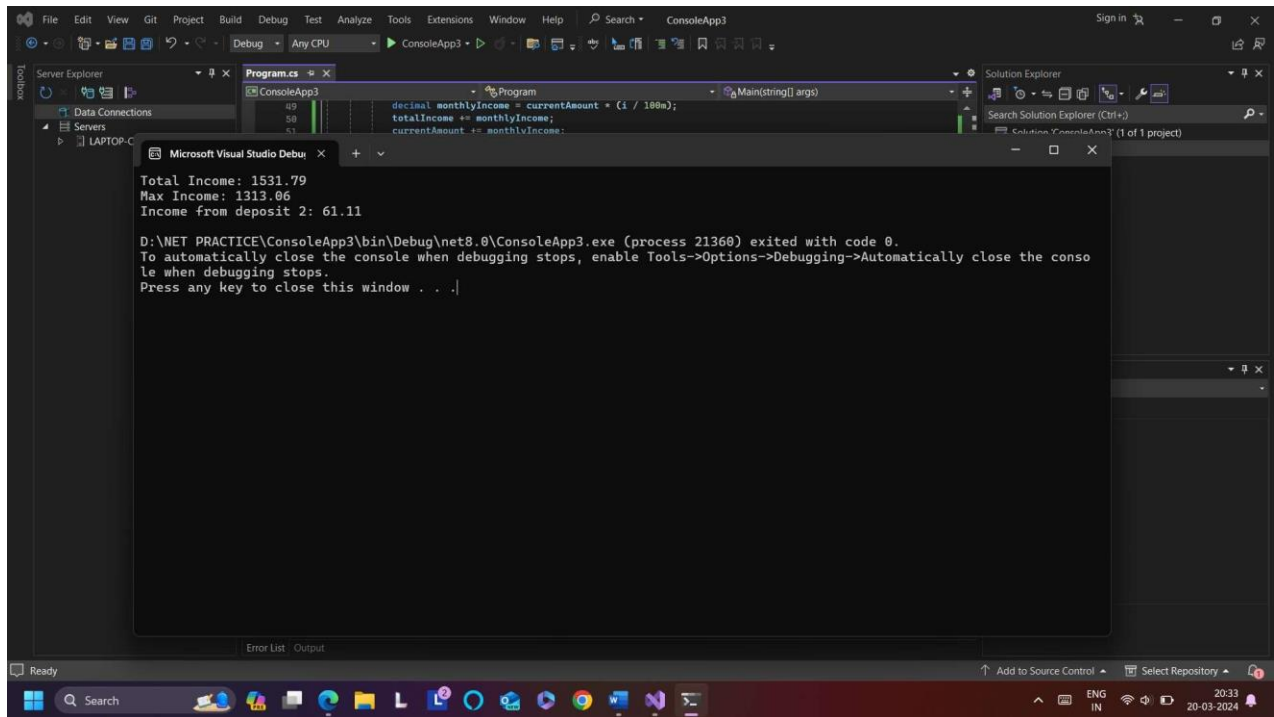 File Edit View Git Project Build Debug Test Analyze Tools Extensions Window Help Search ConsoleApp3 Sign in
Debug Any CPU ConsoleApp3
Toolbox
Server Explorer
Data Connections
Servers
LAPTOP-C
Program.cs
ConsoleApp3 Program Main(string[] args)
49 decimal monthlyIncome = currentAmount * (i / 100m);
50 totalIncome += monthlyIncome;
51 currentAmount += monthlyIncome;
Solution Explorer
Search Solution Explorer (Ctrl+;)
Solution 'ConsoleApp3' (1 of 1 project)
Microsoft Visual Studio Debug
Total Income: 1531.79
Max Income: 1313.06
Income from deposit 2: 61.11
D:\NET PRACTICE\ConsoleApp3\bin\Debug\net8.0\ConsoleApp3.exe (process 21360) exited with code 0.
To automatically close the console when debugging stops, enable Tools->Options->Debugging->Automatically close the conso
le when debugging stops.
Press any key to close this window . . .
Error List Output
Ready Add to Source Control Select Repository
Search ENG 20:33
IN 20-03-2024